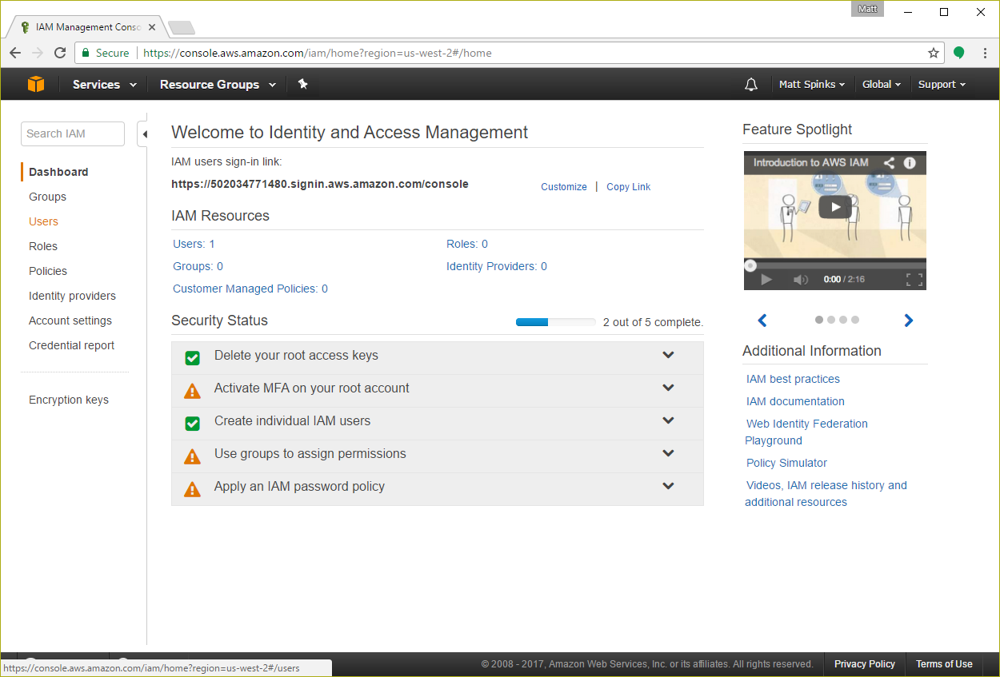 Matt
IAM Management Conso
Secure
https://console.aws.amazon.com/iam/home?region=us-west-2#/home
Services
Resource Groups
Matt Spinks
Global
Support
Search IAM
Dashboard
Groups
Users
Roles
Policies
Identity providers
Account settings
Credential report
Encryption keys
Welcome to Identity and Access Management
IAM users sign-in link:
https://502034771480.signin.aws.amazon.com/console
Customize | Copy Link
IAM Resources
Users: 1
Roles: 0
Groups: 0
Identity Providers: 0
Customer Managed Policies: 0
Security Status
2 out of 5 complete.
Delete your root access keys
Activate MFA on your root account
Create individual IAM users
Use groups to assign permissions
Apply an IAM password policy
Feature Spotlight
Introduction to AWS IAM
0:00 / 2:16
Additional Information
IAM best practices
IAM documentation
Web Identity Federation
Playground
Policy Simulator
Videos, IAM release history and
additional resources
https://console.aws.amazon.com/iam/home?region=us-west-2#/users
© 2008 - 2017, Amazon Web Services, Inc. or its affiliates. All rights reserved.
Privacy Policy
Terms of Use